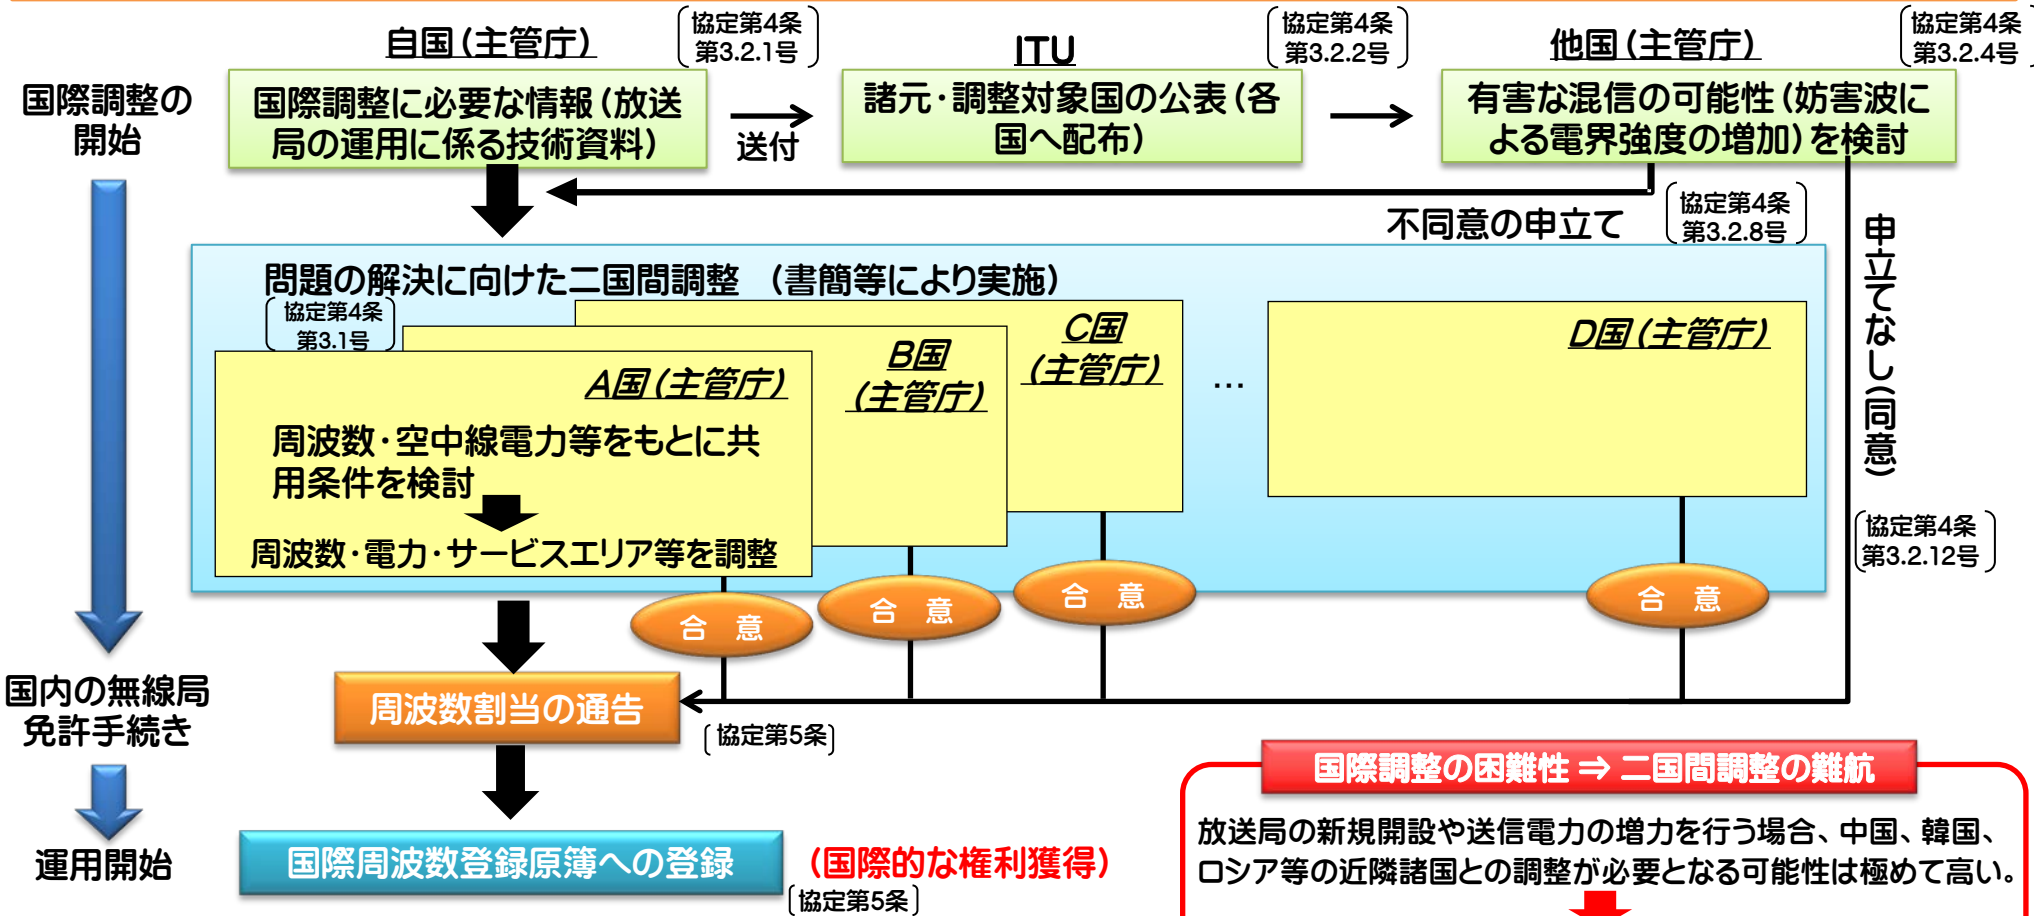 自国(主管庁)
協定第4条
第3.2.1号
ITU
協定第4条
第3.2.2号
他国(主管庁)
協定第4条
第3.2.4号
国際調整の
開始
国際調整に必要な情報(放送
局の運用に係る技術資料)
送付
諸元・調整対象国の公表(各
国へ配布)
有害な混信の可能性(妨害波に
よる電界強度の増加)を検討
不同意の申立て
協定第4条
第3.2.8号
申立てなし(同意)
協定第4条
第3.2.12号
問題の解決に向けた二国間調整 (書簡等により実施)
協定第4条
第3.1号
A国(主管庁)
周波数・空中線電力等をもとに共
用条件を検討
周波数・電力・サービスエリア等を調整
B国
(主管庁)
C国
(主管庁)
…
D国(主管庁)
合 意
合 意
合 意
合 意
国内の無線局
免許手続き
周波数割当の通告
協定第5条
運用開始
国際周波数登録原簿への登録
(国際的な権利獲得)
協定第5条
国際調整の困難性 ⇒ 二国間調整の難航
放送局の新規開設や送信電力の増力を行う場合、中国、韓国、
ロシア等の近隣諸国との調整が必要となる可能性は極めて高い。